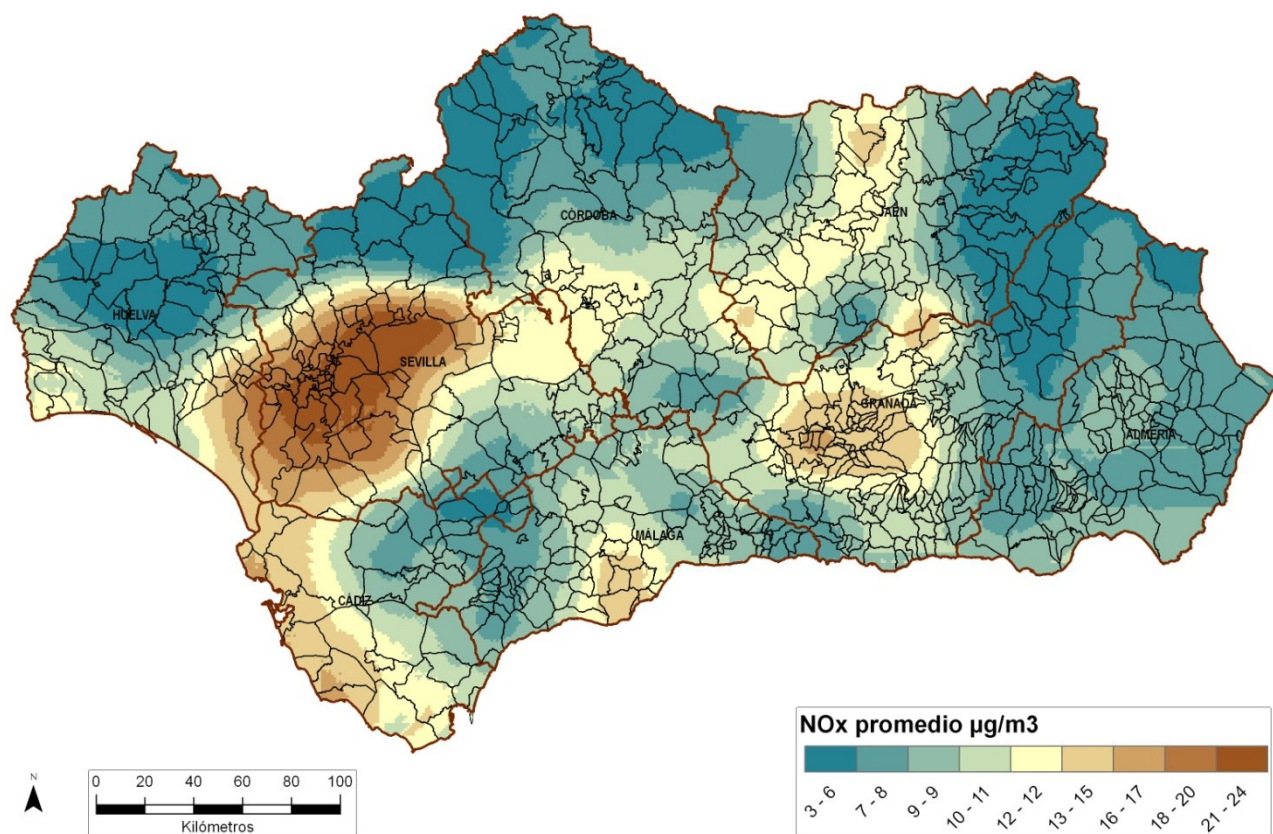 CÓRDOBA
JAÉN
HUELVA
SEVILLA
GRANADA
ALMERÍA
MÁLAGA
CÁDIZ
N
0 20 40 60 80 100
Kilómetros
NOx promedio µg/m3
3 - 6
7 - 8
9 - 9
10 - 11
12 - 12
13 - 15
16 - 17
18 - 20
21 - 24